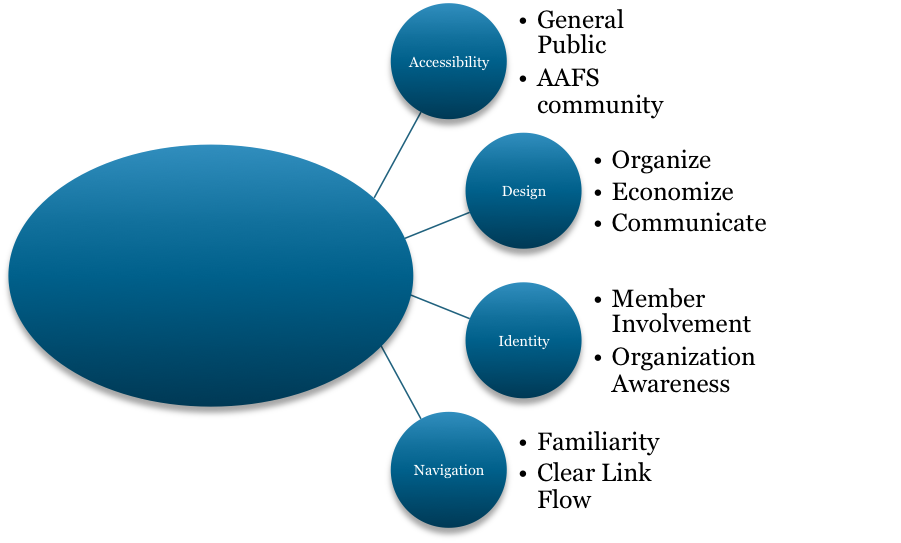 Accessibility
• General
Public
• AAFS
community
Design
• Organize
• Economize
• Communicate
Identity
• Member
Involvement
• Organization
Awareness
Navigation
• Familiarity
• Clear Link
Flow